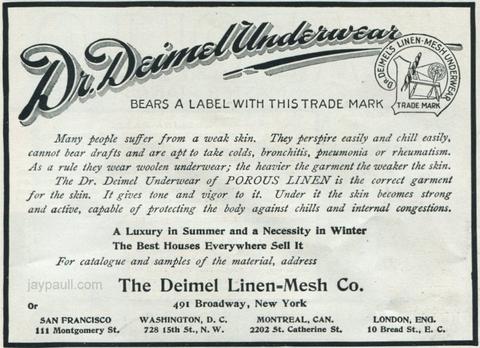 Dr. Deimel Underwear
DR. DEIMEL'S LINEN-MESH UNDERWEAR
TRADE MARK
BEARS A LABEL WITH THIS TRADE MARK
Many people suffer from a weak skin. They perspire easily and chill easily,
cannot bear drafts and are apt to take colds, bronchitis, pneumonia or rheumatism.
As a rule they wear woolen underwear; the heavier the garment the weaker the skin.
The Dr. Deimel Underwear of POROUS LINEN is the correct garment
for the skin. It gives tone and vigor to it. Under it the skin becomes strong
and active, capable of protecting the body against chills and internal congestions.
A Luxury in Summer and a Necessity in Winter
The Best Houses Everywhere Sell It
For catalogue and samples of the material, address
jaypaull.com
The Deimel Linen-Mesh Co.
491 Broadway, New York
Or
SAN FRANCISCO WASHINGTON, D. C. MONTREAL, CAN. LONDON, ENG.
111 Montgomery St. 728 15th St., N. W. 2202 St. Catherine St. 10 Bread St., E. C.